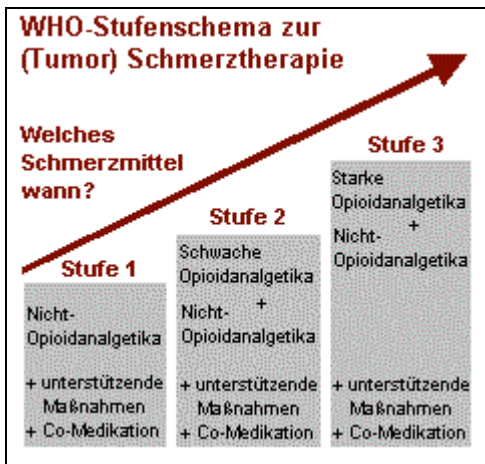 WHO-Stufenschema zur
(Tumor) Schmerztherapie
Welches
Schmerzmittel
wann?
Stufe 1
Nicht-
Opioidanalgetika
+ unterstützende
Maßnahmen
+ Co-Medikation
Stufe 2
Schwache
Opioidanalgetika
+
Nicht-
Opioidanalgetika
+ unterstützende
Maßnahmen
+ Co-Medikation
Stufe 3
Starke
Opioidanalgetika
+
Nicht-
Opioidanalgetika
+ unterstützende
Maßnahmen
+ Co-Medikation